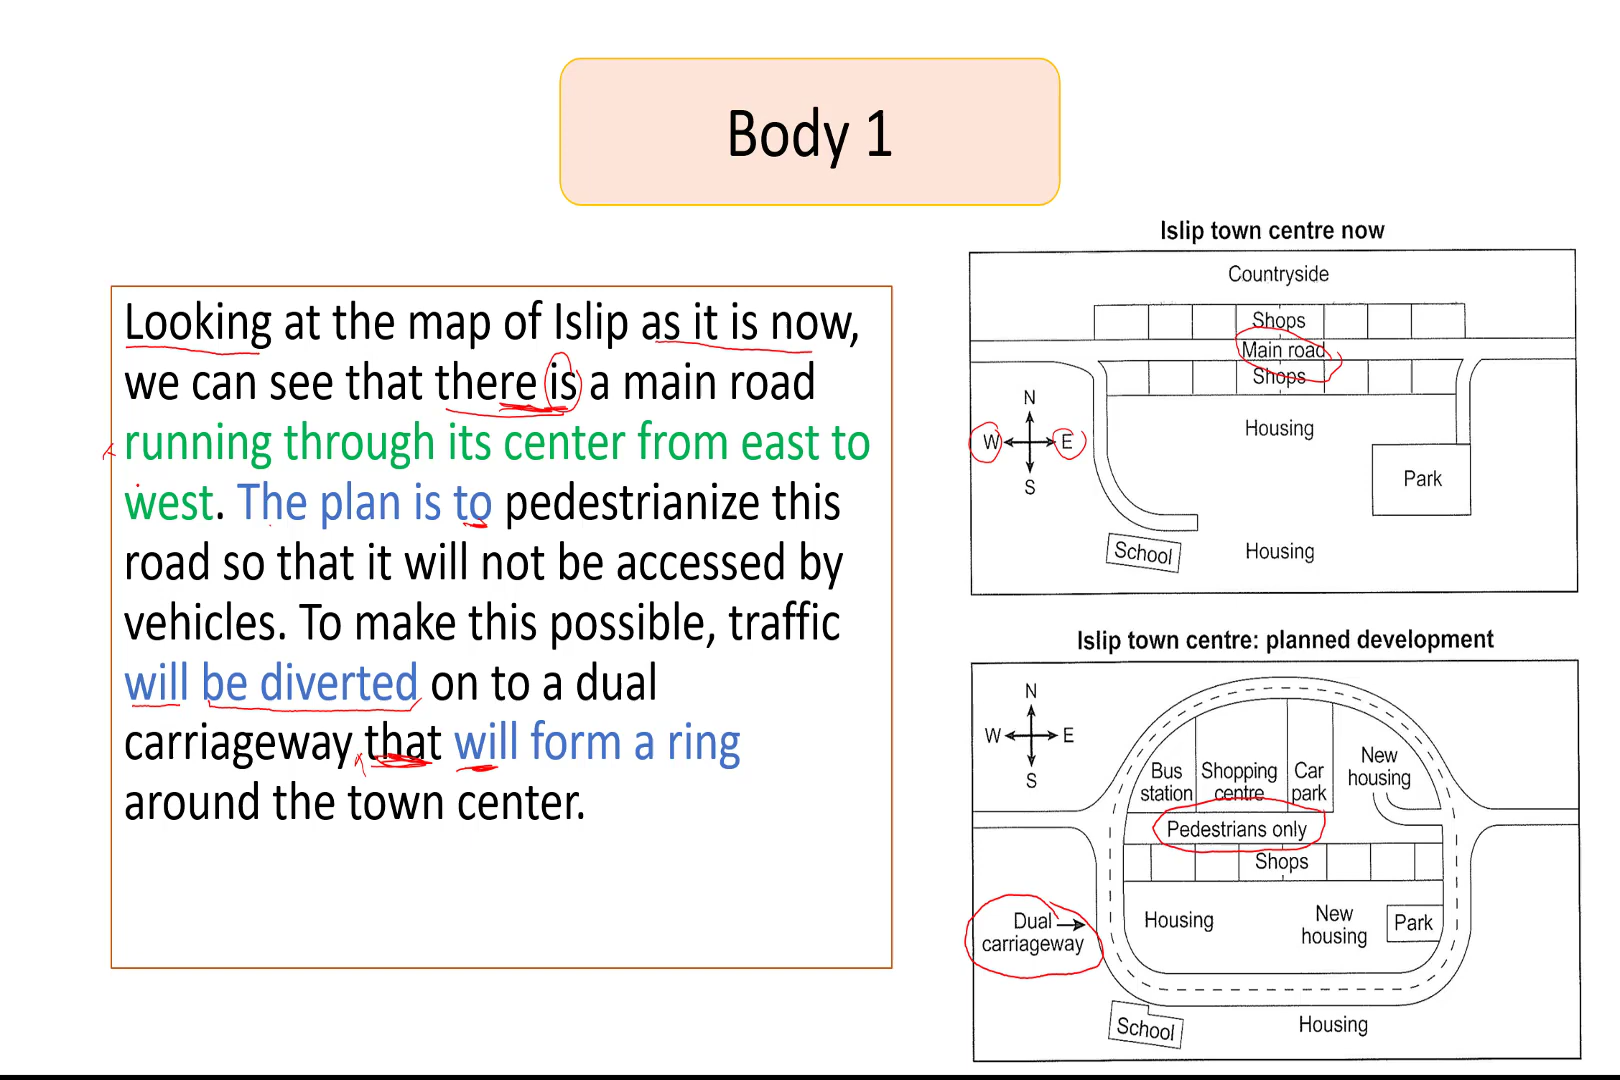 Body 1
Looking at the map of Islip as it is now,
we can see that there is a main road
running through its center from east to
west. The plan is to pedestrianize this
road so that it will not be accessed by
vehicles. To make this possible, traffic
will be diverted on to a dual
carriageway that will form a ring
around the town center.
Islip town centre now
Countryside
Shops
Main road
Shops
N
W E
S
Housing
Park
School
Housing
Islip town centre: planned development
N
W E
S
Bus
station
Shopping
centre
Car
park
New
housing
Pedestrians only
Shops
Dual
carriageway
Housing
New
housing
Park
School
Housing